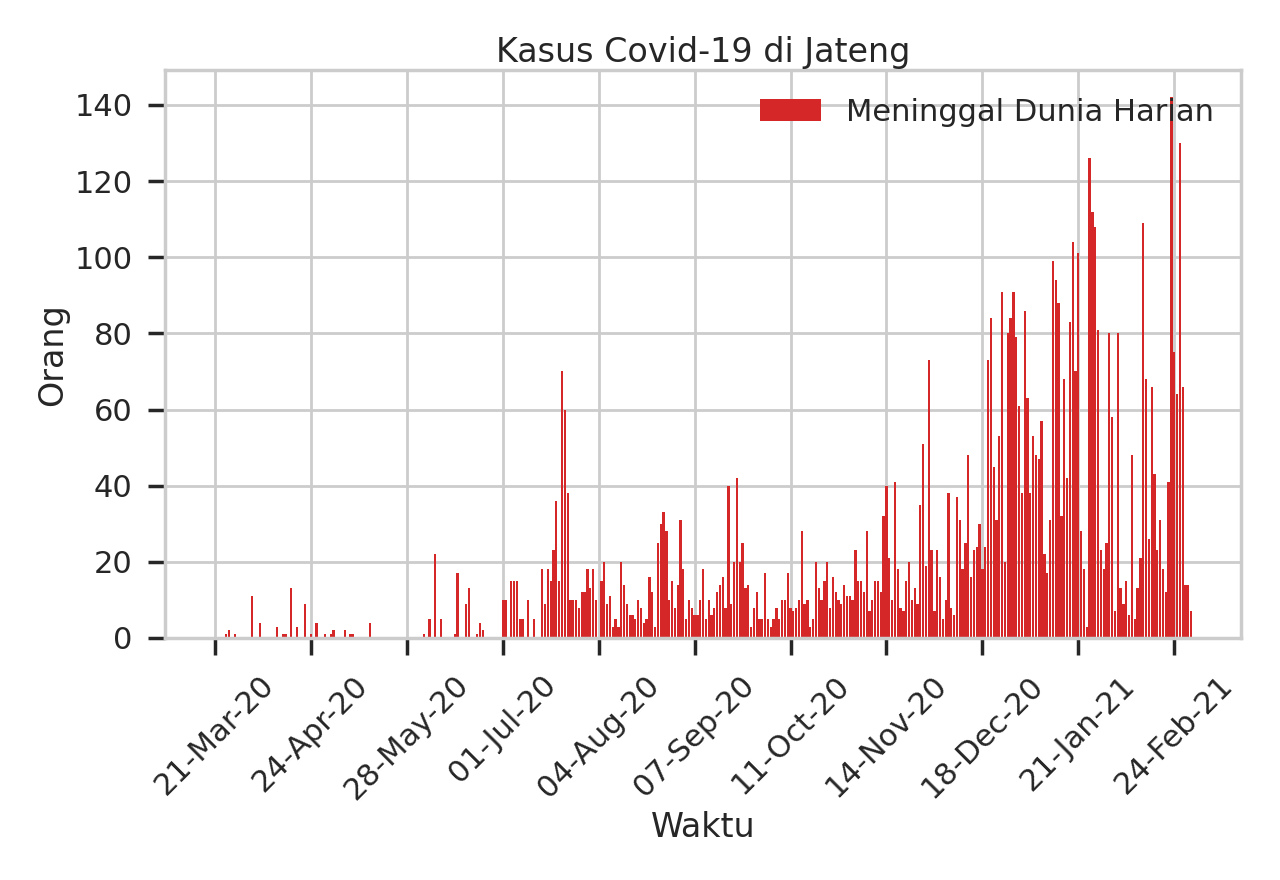 Kasus Covid-19 di Jateng
Meninggal Dunia Harian
Orang
140
120
100
80
60
40
20
0
21-Mar-20
24-Apr-20
28-May-20
01-Jul-20
04-Aug-20
07-Sep-20
11-Oct-20
14-Nov-20
18-Dec-20
21-Jan-21
24-Feb-21
Waktu